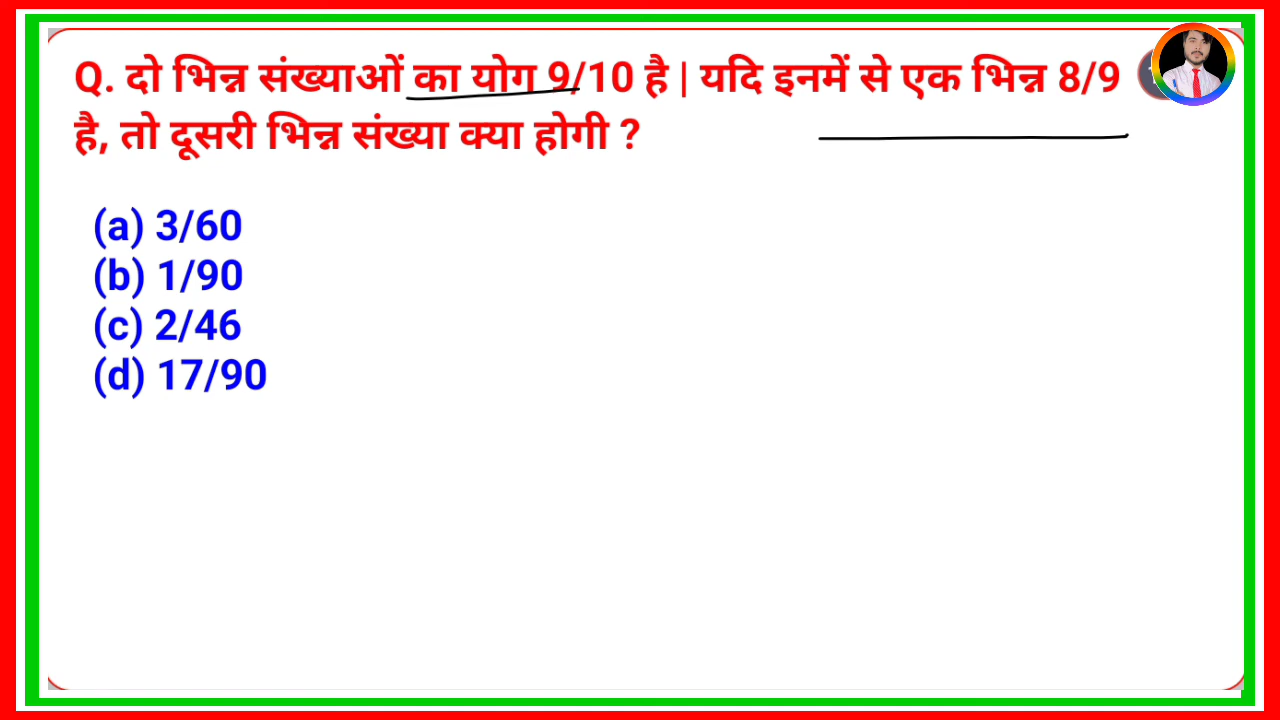 Q. दो भिन्न संख्याओं का योग 9/10 है | यदि इनमें से एक भिन्न 8/9
है, तो दूसरी भिन्न संख्या क्या होगी ?
(a) 3/60
(b) 1/90
(c) 2/46
(d) 17/90